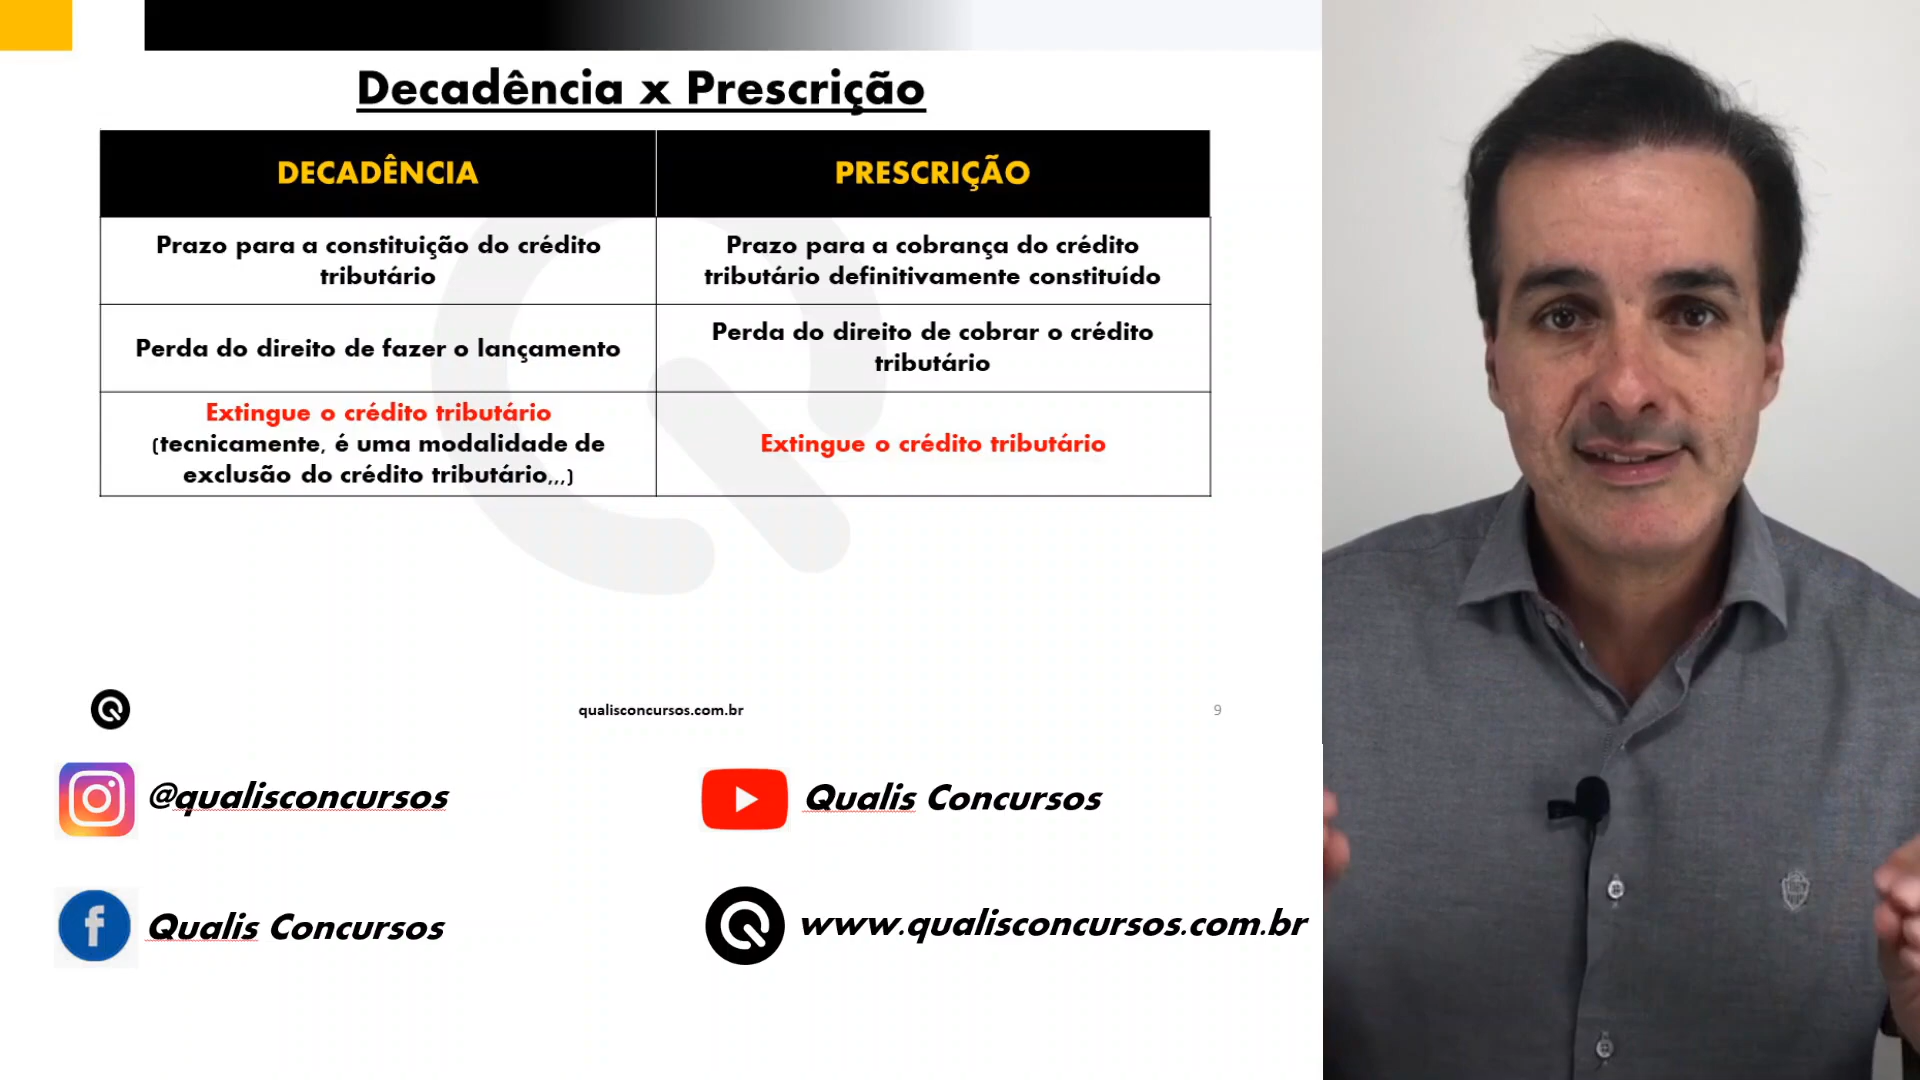 Decadência x Prescrição
DECADÊNCIA
PRESCRIÇÃO
Prazo para a constituição do crédito
tributário
Prazo para a cobrança do crédito
tributário definitivamente constituído
Perda do direito de fazer o lançamento
Perda do direito de cobrar o crédito
tributário
Extingue o crédito tributário
(tecnicamente, é uma modalidade de
exclusão do crédito tributário,,,)
Extingue o crédito tributário
qualisconcursos.com.br
9
@qualisconcursos
Qualis Concursos
Qualis Concursos
www.qualisconcursos.com.br